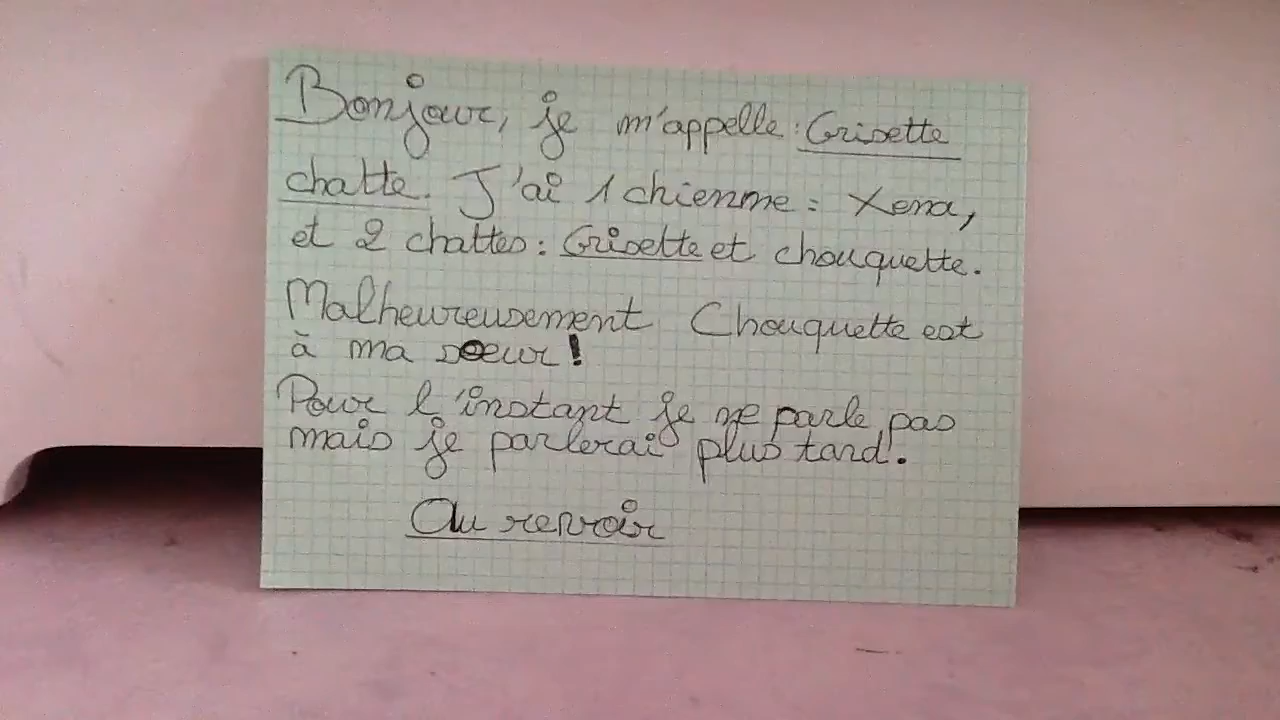 Bonjour, je m'appelle : Grisette
chatte. J'ai 1 chienne : Xena,
et 2 chattes : Grisette et chouquette.
Malheureusement Chouquette est
à ma soeur !
Pour l'instant je ne parle pas
mais je parlerai plus tard.
Au revoir